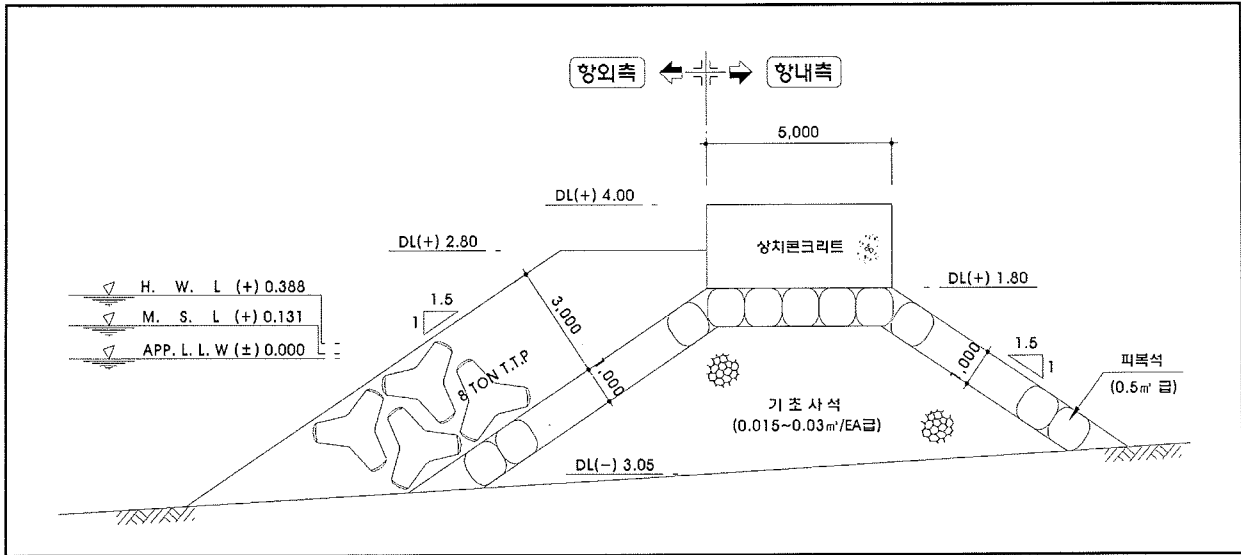 항외측
항내측
5,000
DL(+) 4.00
DL(+) 2.80
상치콘크리트
DL(+) 1.80
H. W. L (+) 0.388
M. S. L (+) 0.131
APP. L. L. W (±) 0.000
1.5
1
3,000
1,000
8 TON T.T.P
1,000
1.5
1
피복석
(0.5㎥ 급)
기초사석
(0.015~0.03㎥/EA급)
DL(-) 3.05